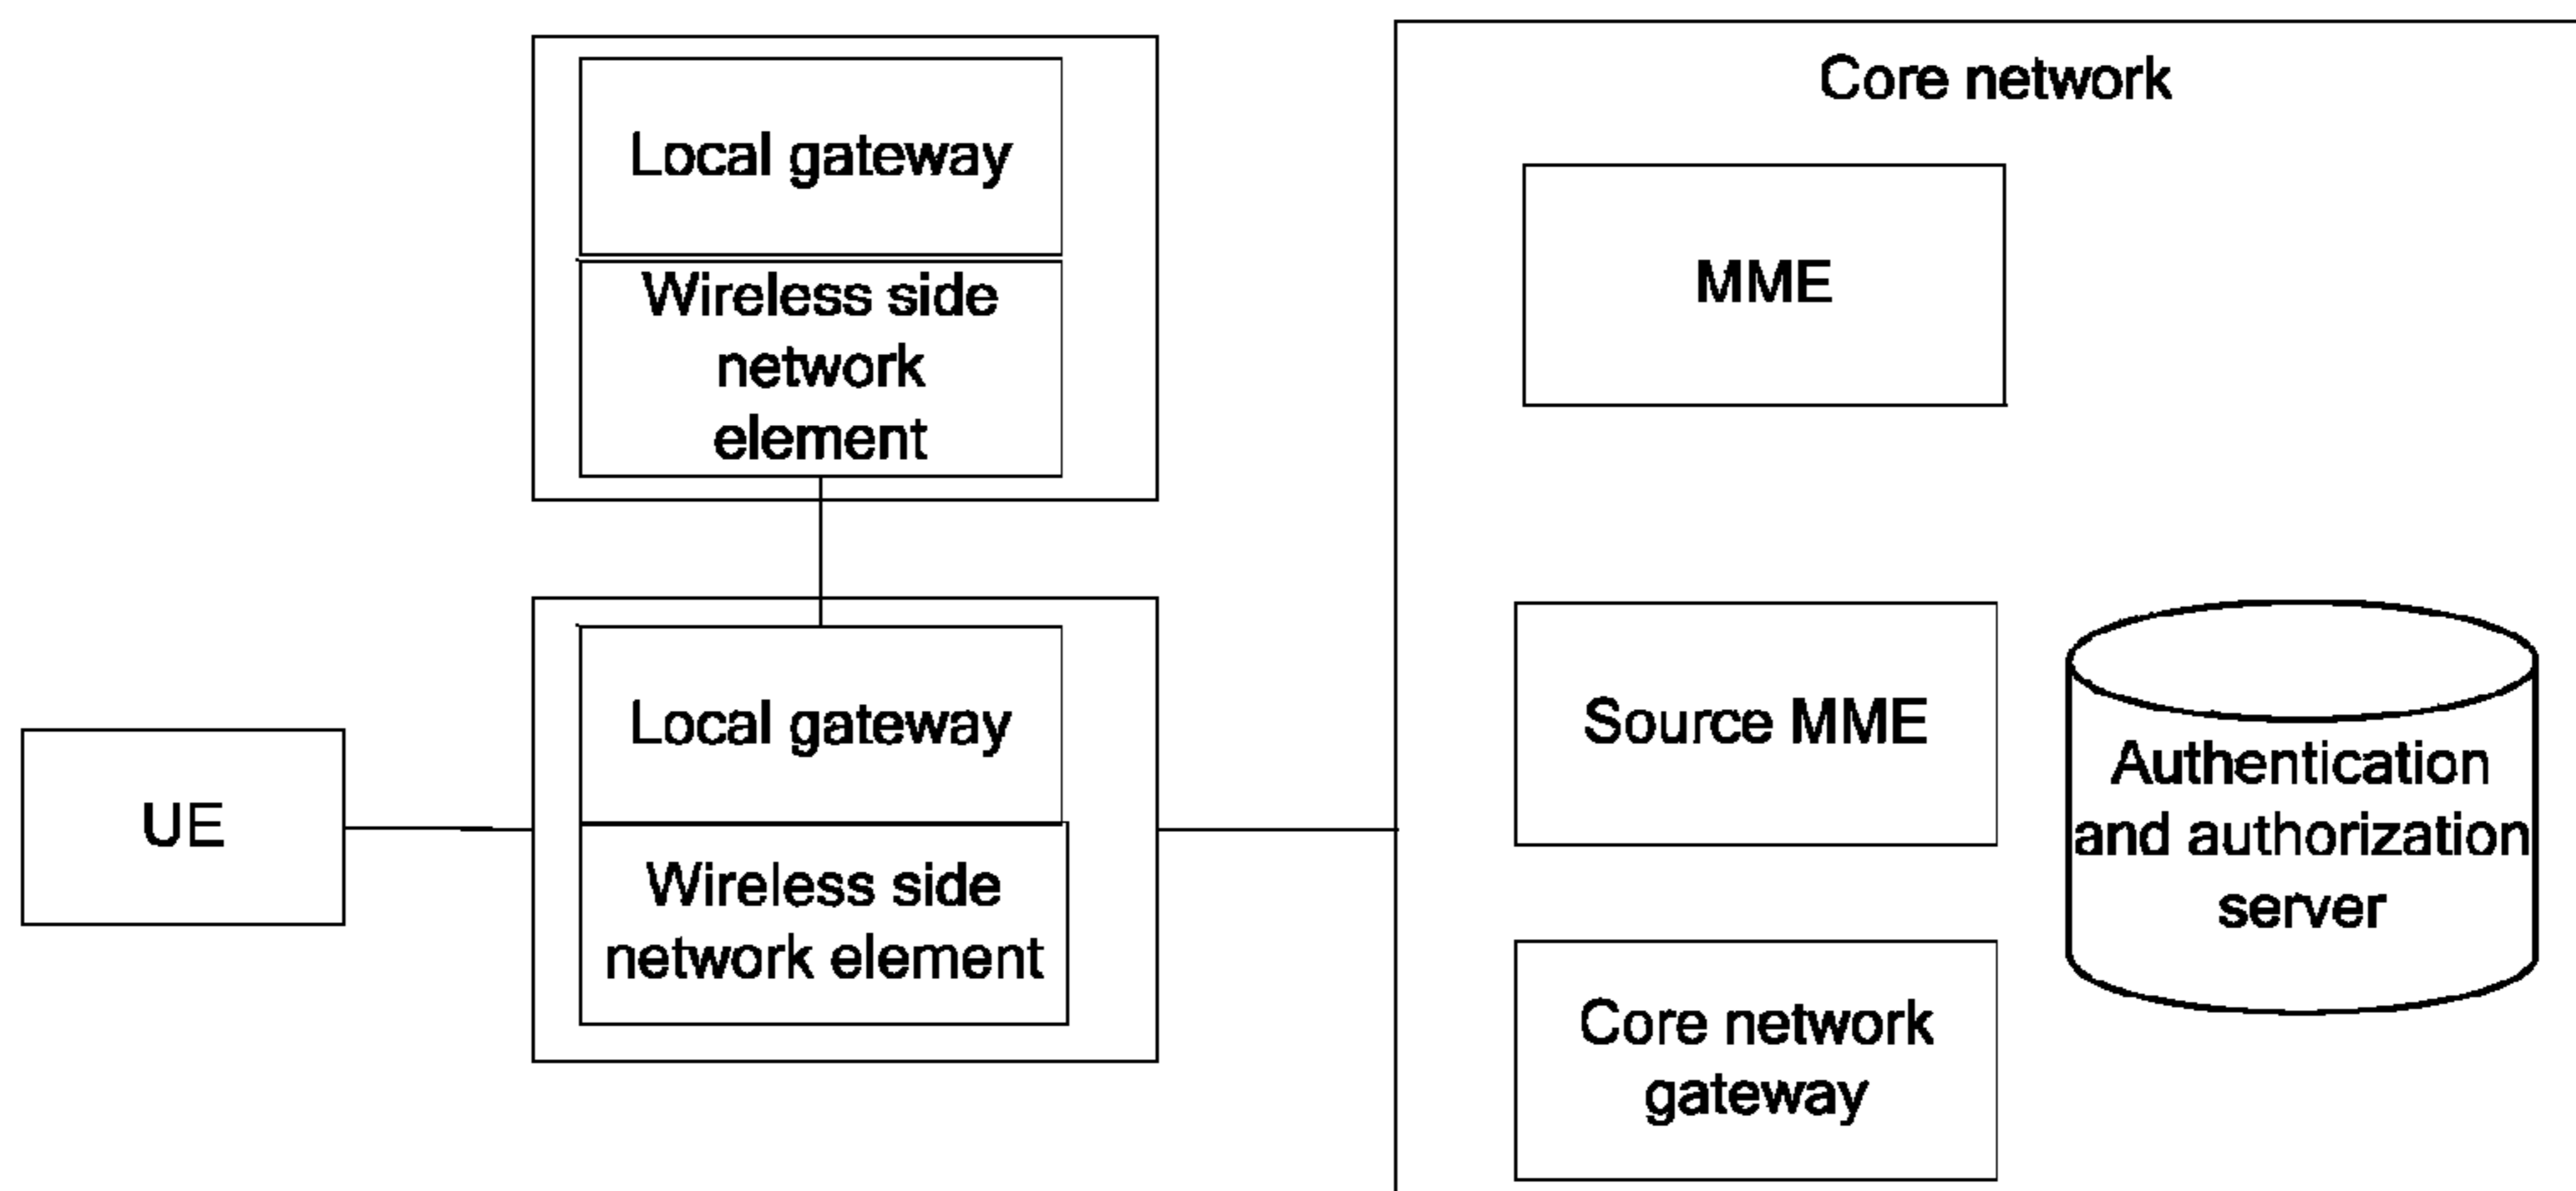 Core network
Local gateway
Wireless side
network
element
MME
UE
Local gateway
Wireless side
network element
Source MME
Authentication
and authorization
server
Core network
gateway